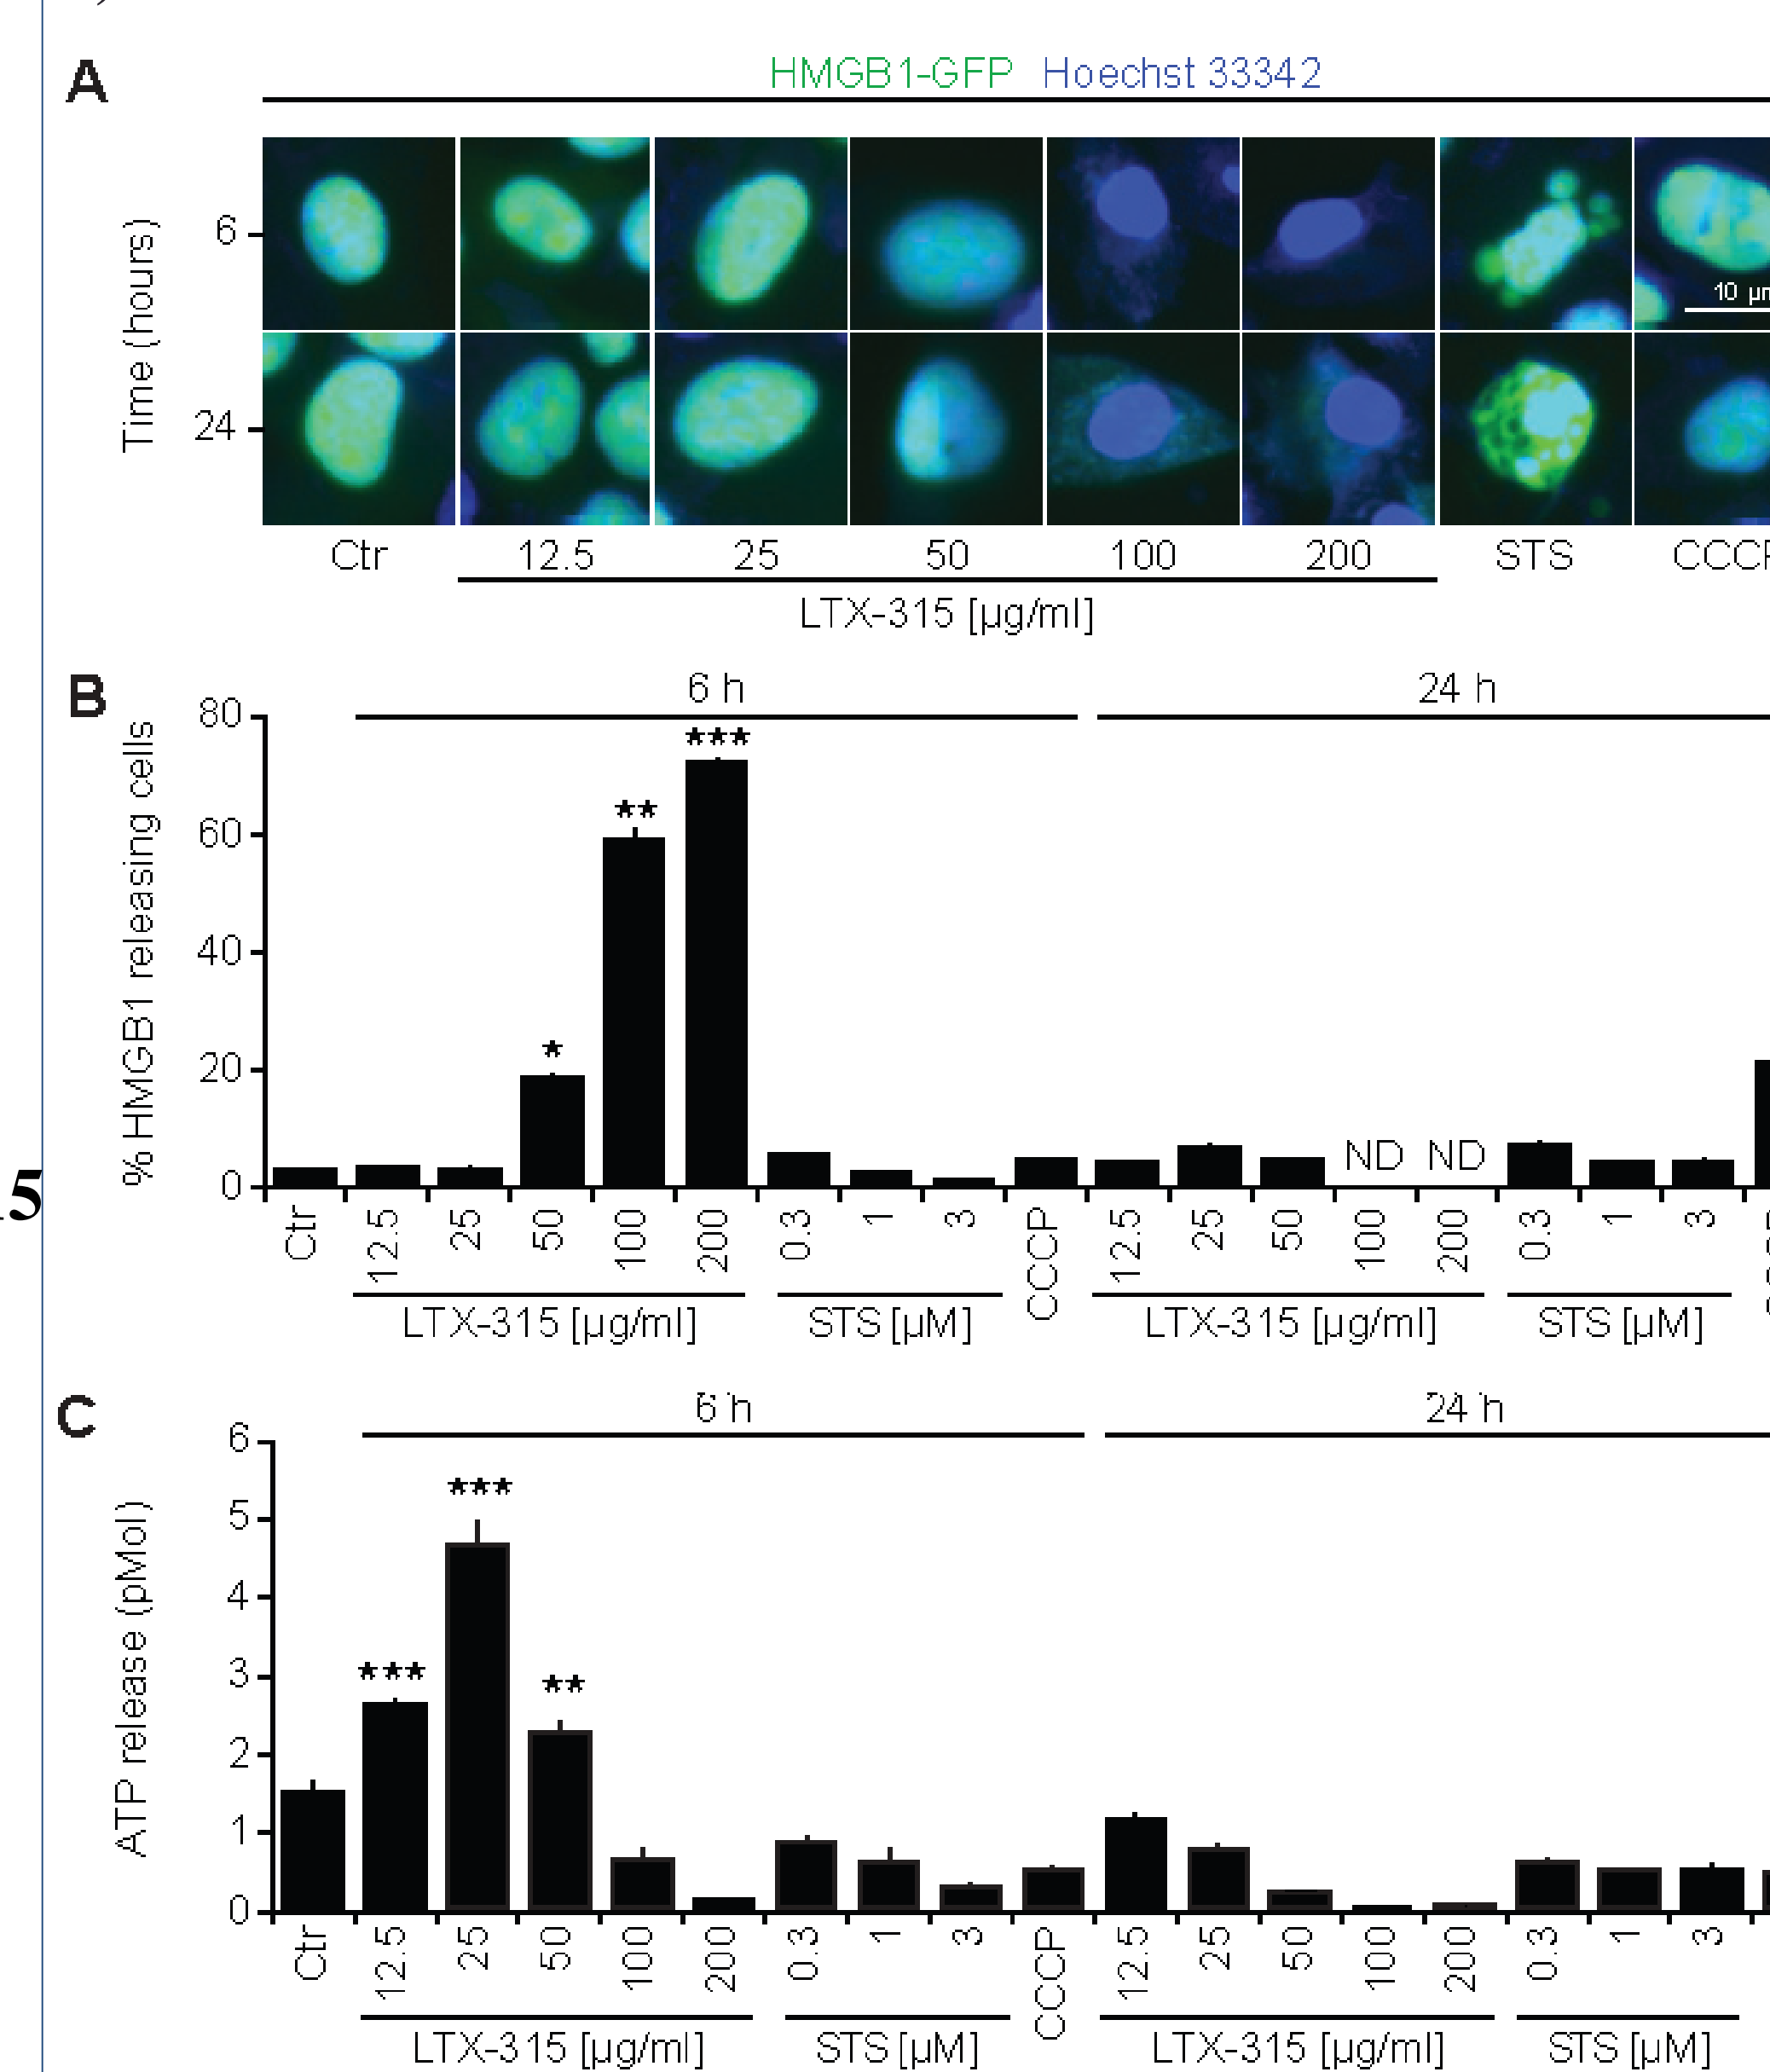 A
HMGB1-GFP Hoechst 33342
Time (hours)
6
24
10 µm
Ctr 12.5 25 50 100 200 STS CCCP
LTX-315 [µg/ml]
B
6 h 24 h
% HMGB1 releasing cells
80
60
40
20
0
* ** ***
ND ND
Ctr 12.5 25 50 100 200 0.3 1 3 CCCP 12.5 25 50 100 200 0.3 1 3
LTX-315 [µg/ml] STS [µM] LTX-315 [µg/ml] STS [µM]
5
C
6 h 24 h
ATP release (pMol)
6
5
4
3
2
1
0
*** *** **
Ctr 12.5 25 50 100 200 0.3 1 3 CCCP 12.5 25 50 100 200 0.3 1 3
LTX-315 [µg/ml] STS [µM] LTX-315 [µg/ml] STS [µM]